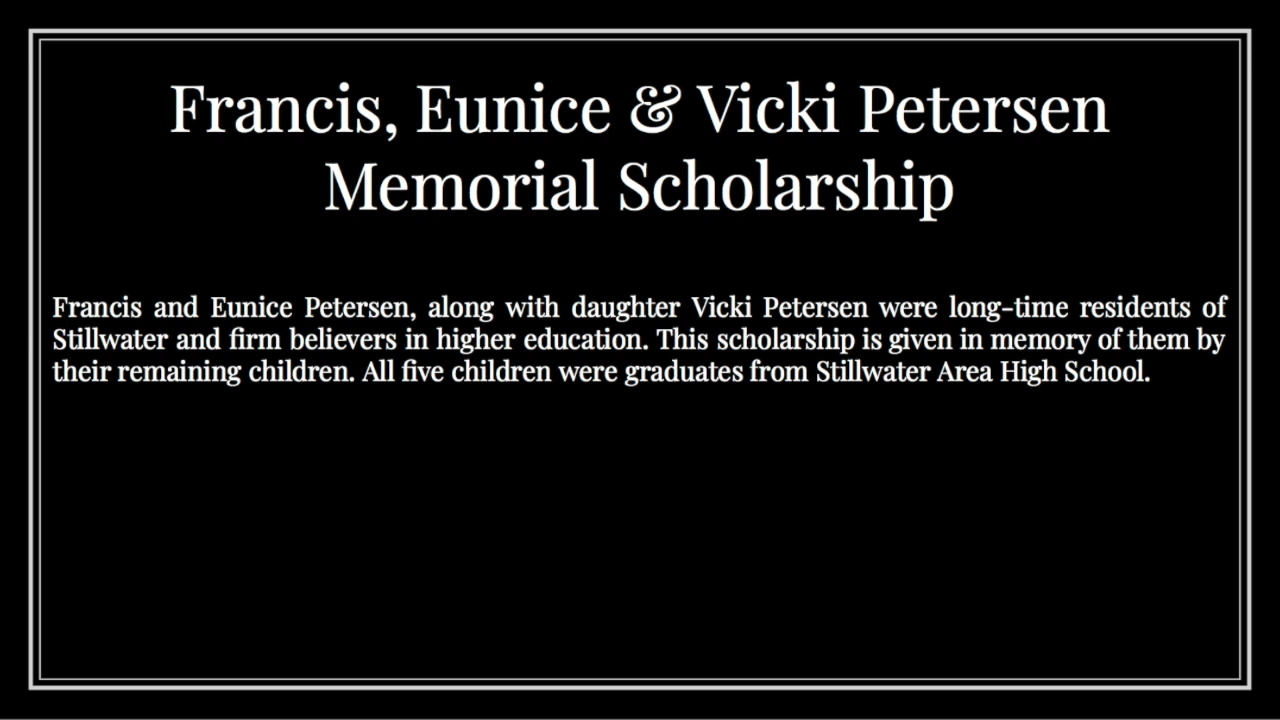 Francis, Eunice & Vicki Petersen
Memorial Scholarship
Francis and Eunice Petersen, along with daughter Vicki Petersen were long-time residents of
Stillwater and firm believers in higher education. This scholarship is given in memory of them by
their remaining children. All five children were graduates from Stillwater Area High School.